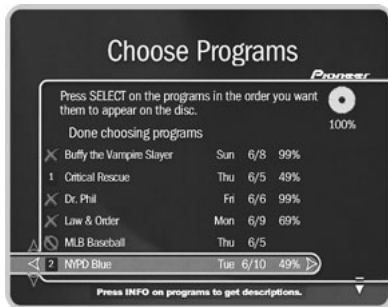 Choose Programs
Pioneer
Press SELECT on the programs in the order you want
them to appear on the disc.
100%
Done choosing programs
Buffy the Vampire Slayer Sun 6/8 99%
1 Critical Rescue Thu 6/5 49%
Dr. Phil Fri 6/6 99%
Law & Order Mon 6/9 69%
MLB Baseball Thu 6/5
2 NYPD Blue Tue 6/10 49%
Press INFO on programs to get descriptions.